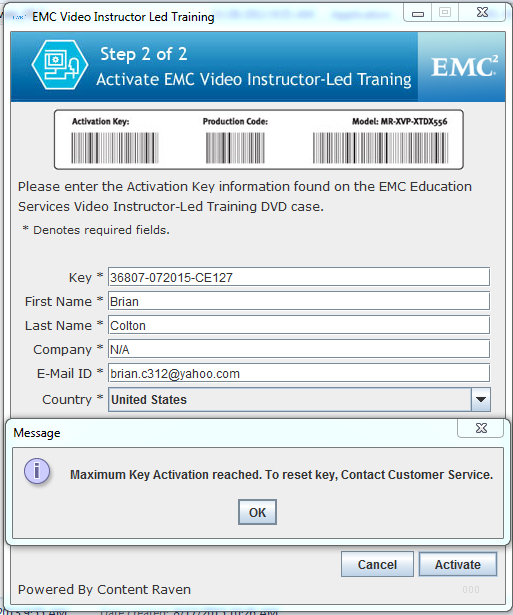 EMC Video Instructor Led Training
Step 2 of 2
Activate EMC Video Instructor-Led Traning
EMC²
Activation Key:
Production Code:
Model: MR-XVP-XTDX556
Please enter the Activation Key information found on the EMC Education
Services Video Instructor-Led Training DVD case.
* Denotes required fields.
Key * 36807-072015-CE127
First Name * Brian
Last Name * Colton
Company * N/A
E-Mail ID * brian.c312@yahoo.com
Country * United States
Message
Maximum Key Activation reached. To reset key, Contact Customer Service.
OK
Cancel
Activate
Powered By Content Raven
000